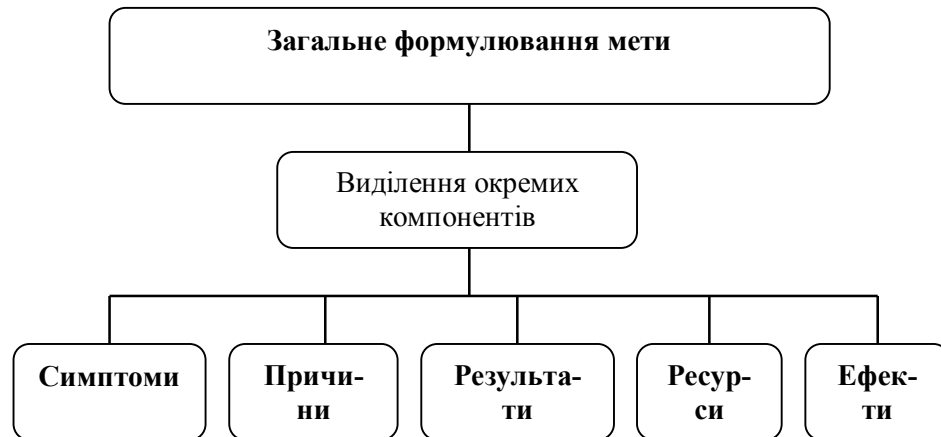 Загальне формулювання мети
Виділення окремих
компонентів
Симптоми
Причи-
ни
Результа-
ти
Ресур-
си
Ефек-
ти